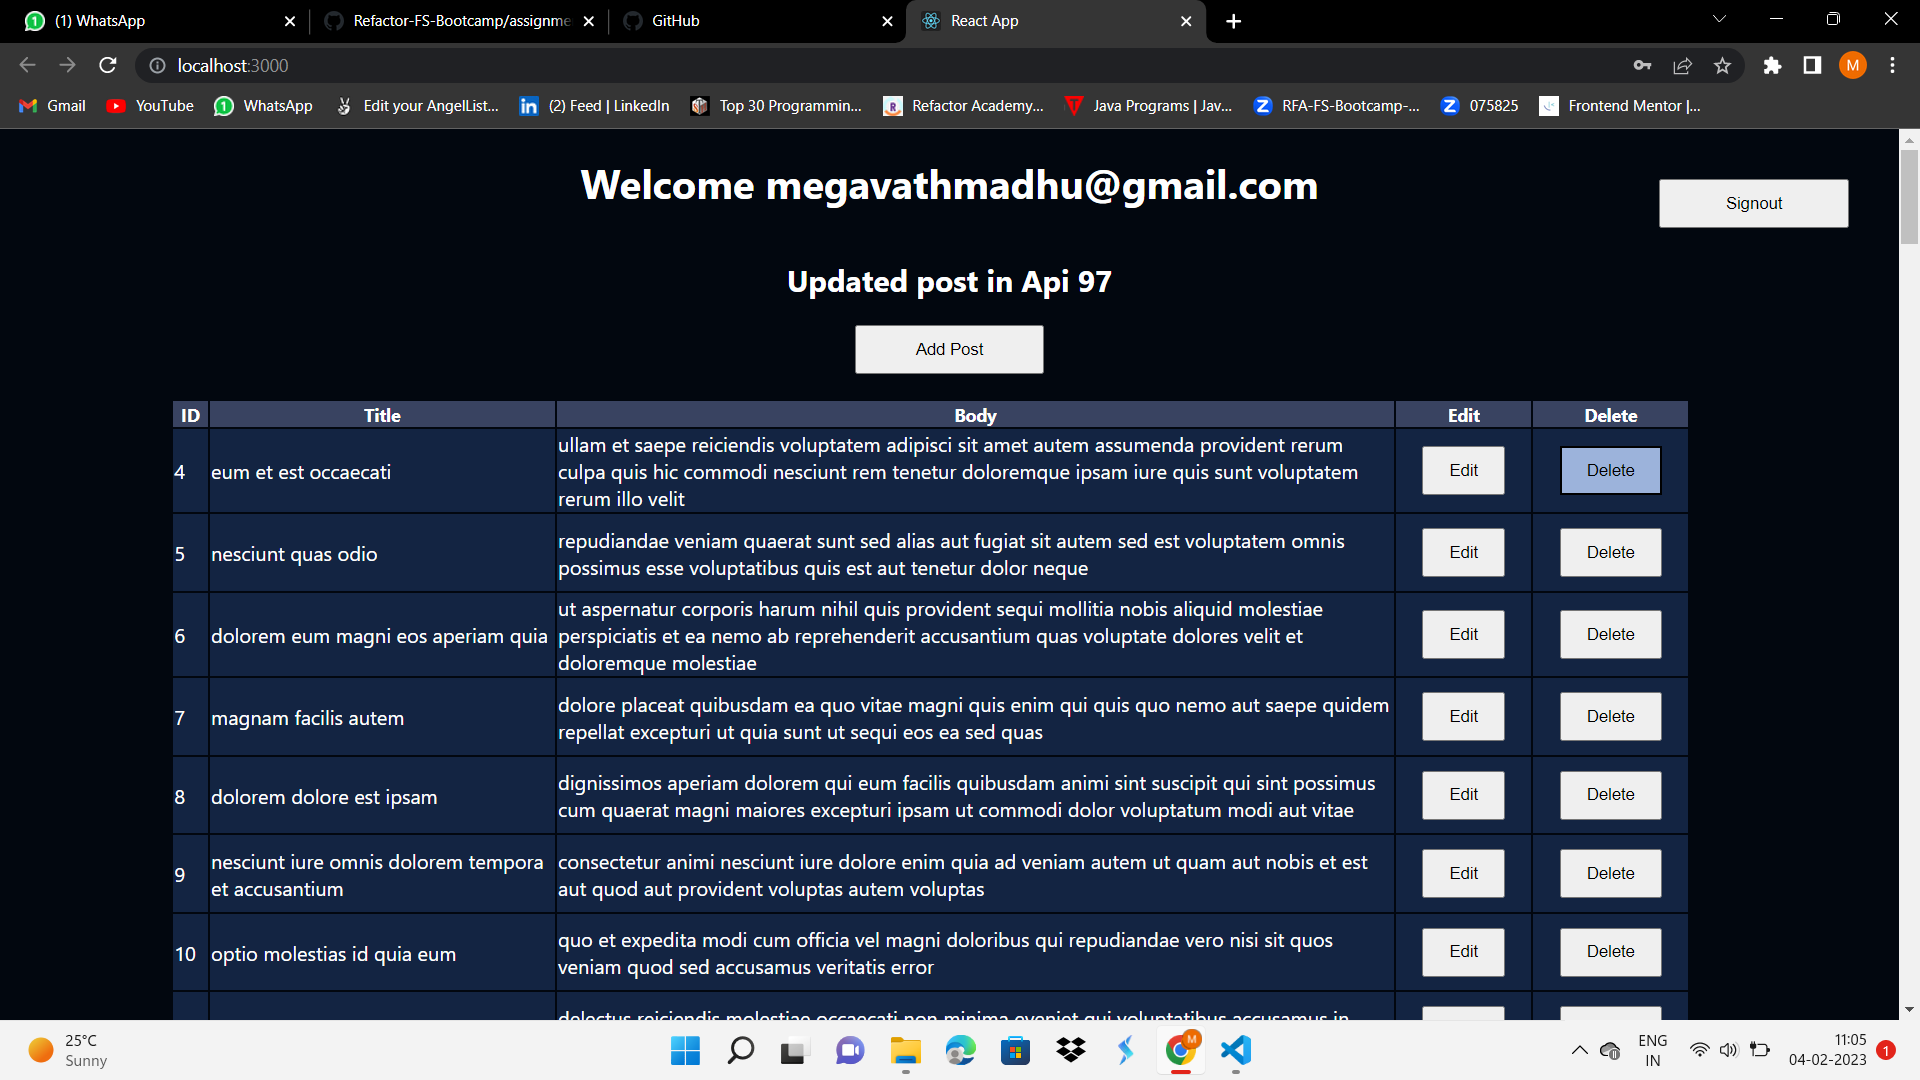 (1) WhatsApp
Refactor-FS-Bootcamp/assignme
GitHub
React App
localhost:3000
M
Gmail
YouTube
WhatsApp
Edit your AngelList...
(2) Feed | LinkedIn
Top 30 Programmin...
Refactor Academy...
Java Programs | Jav...
RFA-FS-Bootcamp-...
075825
Frontend Mentor |...
Welcome megavathmadhu@gmail.com
Signout
Updated post in Api 97
Add Post
ID Title Body Edit Delete
4 eum et est occaecati
ullam et saepe reiciendis voluptatem adipisci sit amet autem assumenda provident rerum
culpa quis hic commodi nesciunt rem tenetur doloremque ipsam iure quis sunt voluptatem
rerum illo velit
Edit Delete
5 nesciunt quas odio
repudiandae veniam quaerat sunt sed alias aut fugiat sit autem sed est voluptatem omnis
possimus esse voluptatibus quis est aut tenetur dolor neque
Edit Delete
6 dolorem eum magni eos aperiam quia
ut aspernatur corporis harum nihil quis provident sequi mollitia nobis aliquid molestiae
perspiciatis et ea nemo ab reprehenderit accusantium quas voluptate dolores velit et
doloremque molestiae
Edit Delete
7 magnam facilis autem
dolore placeat quibusdam ea quo vitae magni quis enim qui quis quo nemo aut saepe quidem
repellat excepturi ut quia sunt ut sequi eos ea sed quas
Edit Delete
8 dolorem dolore est ipsam
dignissimos aperiam dolorem qui eum facilis quibusdam animi sint suscipit qui sint possimus
cum quaerat magni maiores excepturi ipsam ut commodi dolor voluptatum modi aut vitae
Edit Delete
9 nesciunt iure omnis dolorem tempora
et accusantium
consectetur animi nesciunt iure dolore enim quia ad veniam autem ut quam aut nobis et est
aut quod aut provident voluptas autem voluptas
Edit Delete
10 optio molestias id quia eum
quo et expedita modi cum officia vel magni doloribus qui repudiandae vero nisi sit quos
veniam quod sed accusamus veritatis error
Edit Delete
delectus reiciendis molestiae occaecati non minima eveniet qui voluptatibus accusamus in
25°C
Sunny
M
ENG
IN
11:05
04-02-2023
1